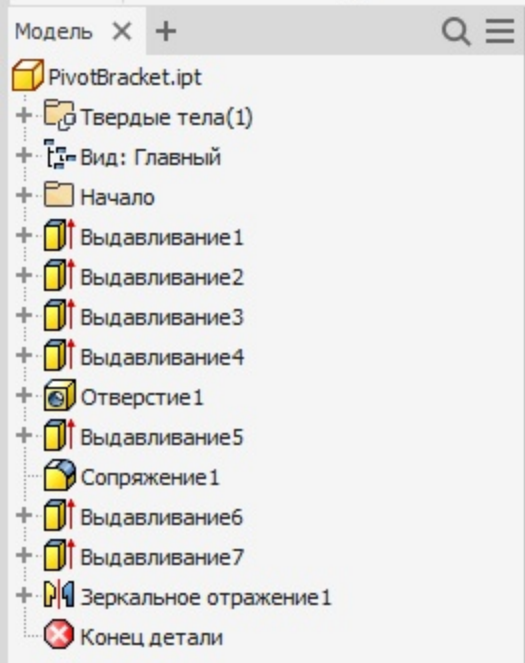 Модель
PivotBracket.ipt
Твердые тела(1)
Вид: Главный
Начало
Выдавливание1
Выдавливание2
Выдавливание3
Выдавливание4
Отверстие1
Выдавливание5
Сопряжение1
Выдавливание6
Выдавливание7
Зеркальное отражение1
Конец детали